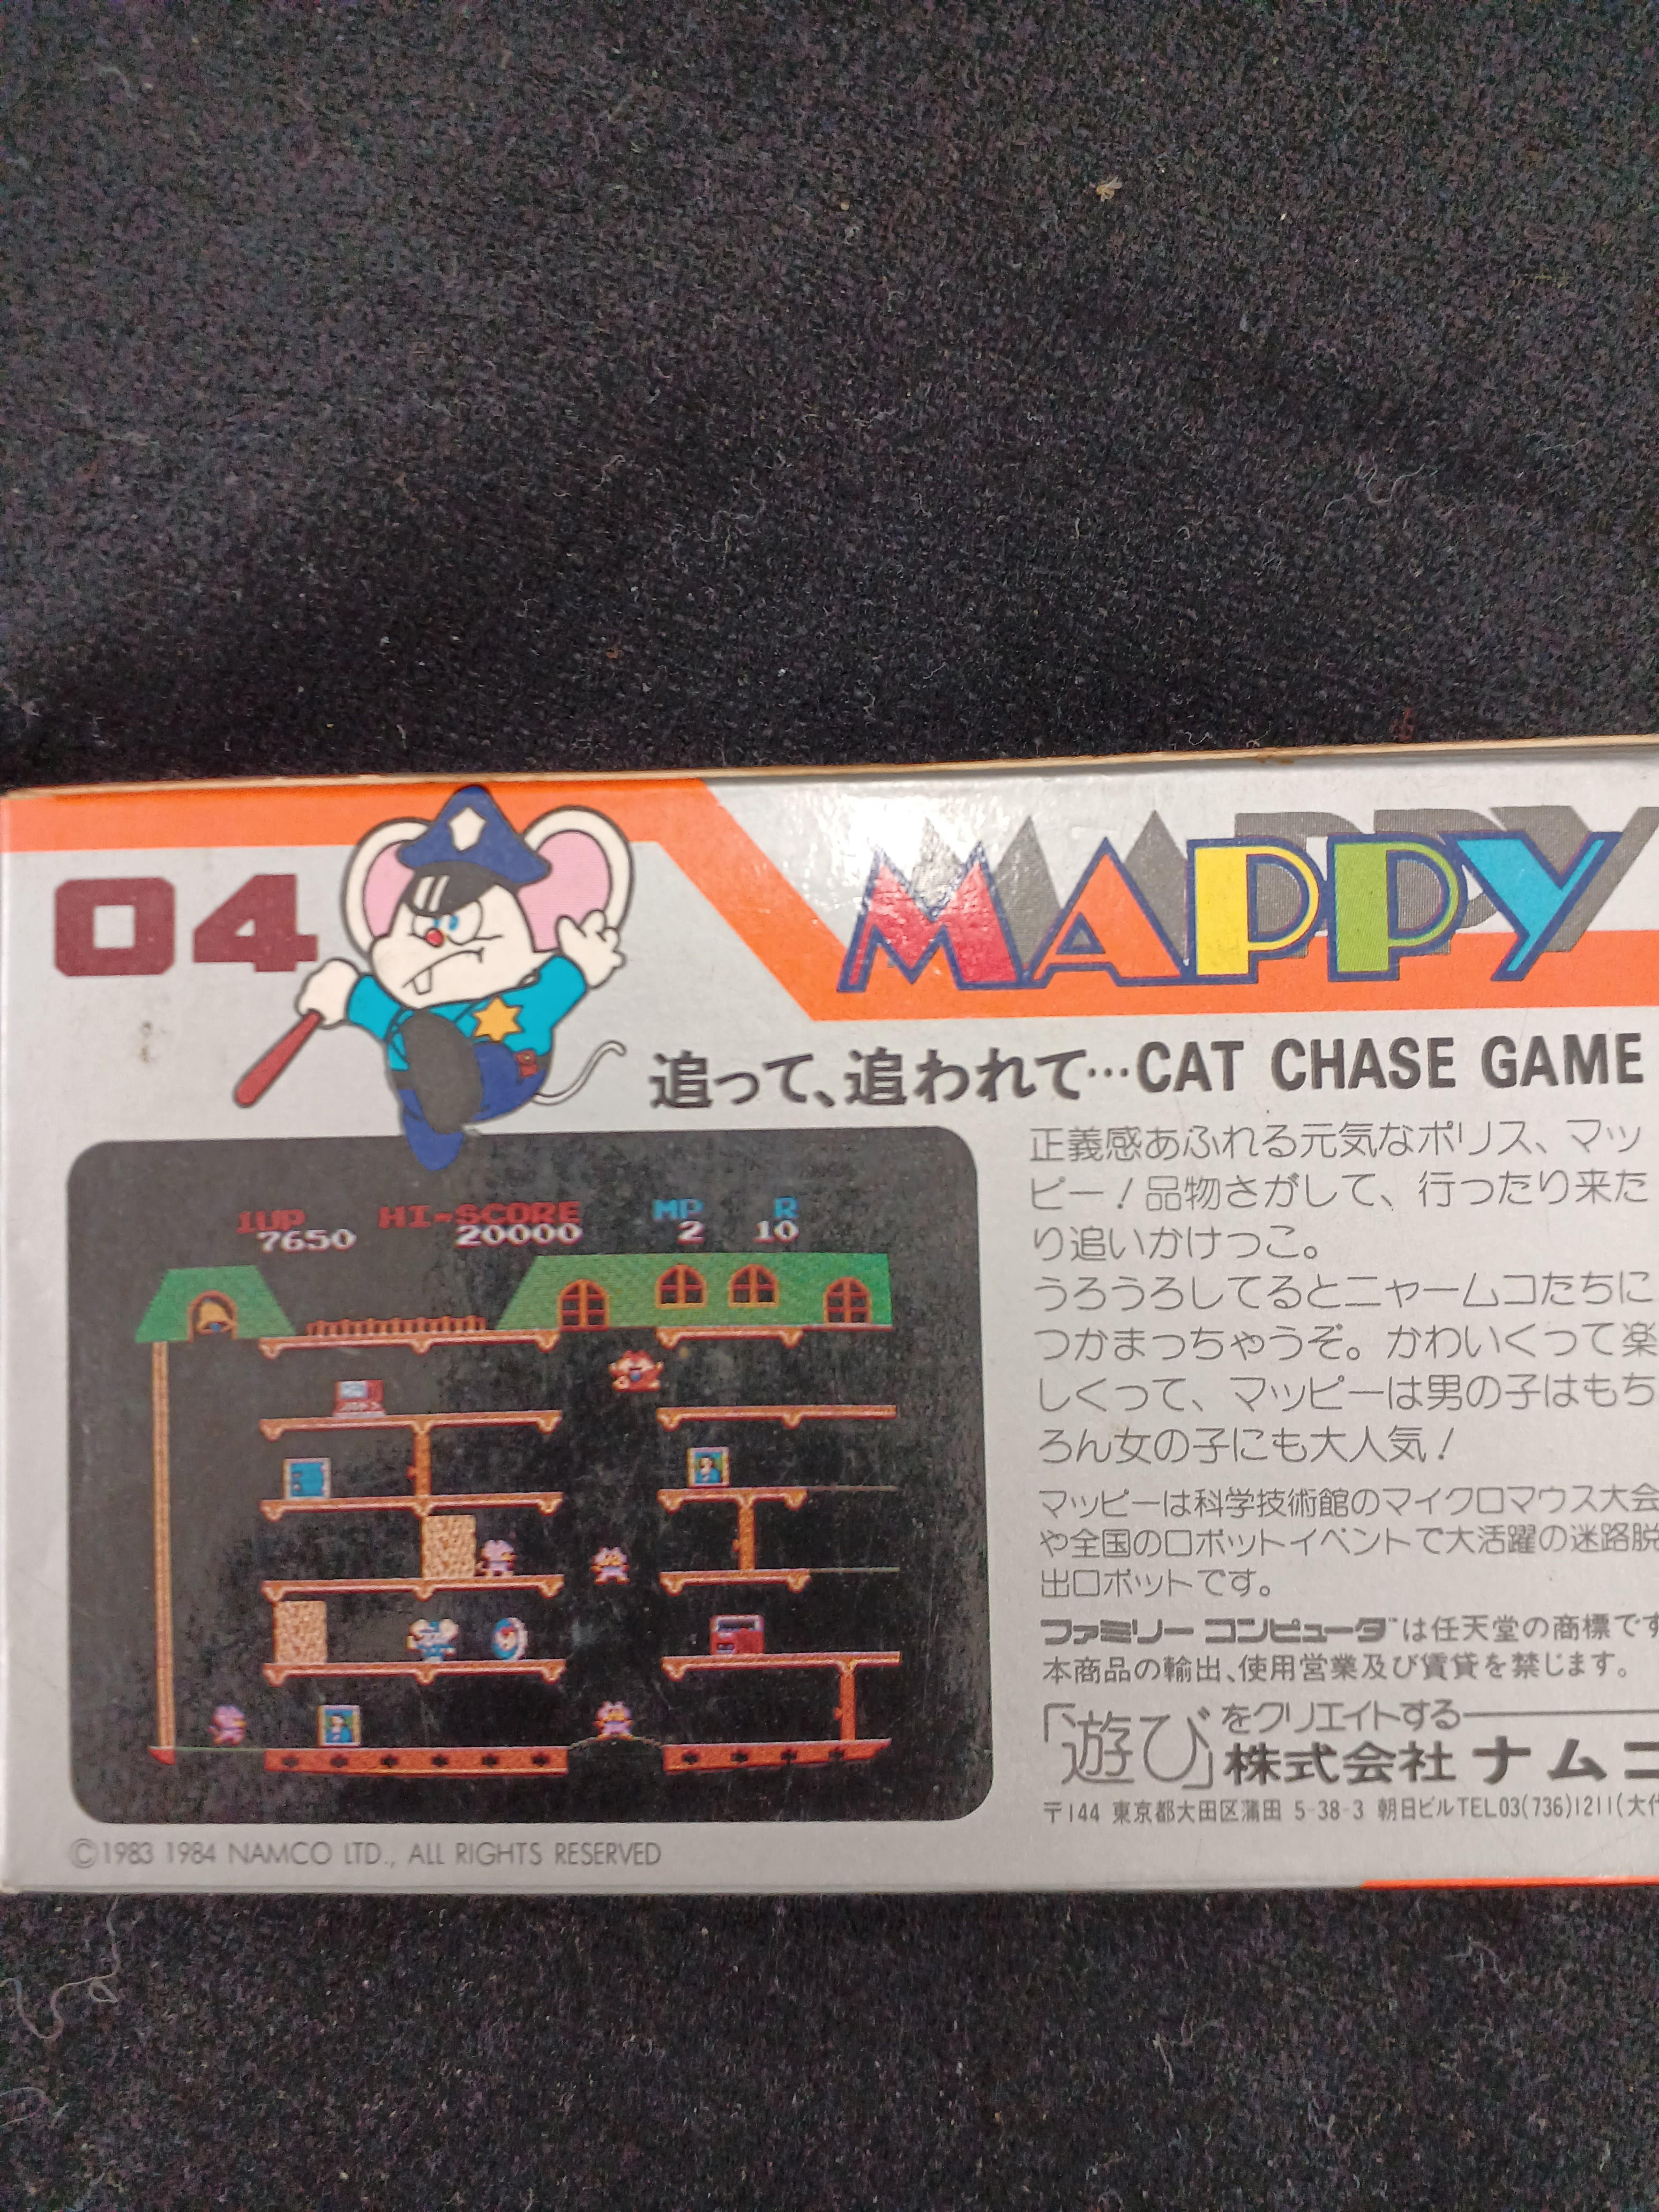 04
MAPPY
追って、追われて…CAT CHASE GAME
正義感あふれる元気なポリス、マッ
ピー！品物さがして、行ったり来た
り追いかけっこ。
うろうろしてるとニャームコたちに
つかまっちゃうぞ。かわいくって楽
しくって、マッピーは男の子はもち
ろん女の子にも大人気！
マッピーは科学技術館のマイクロマウス大会
や全国のロボットイベントで大活躍の迷路脱
出ロボットです。
ファミリーコンピュータ™は任天堂の商標です
本商品の輸出、使用営業及び賃貸を禁じます。
「遊び」をクリエイトする
株式会社ナムコ
〒144 東京都大田区蒲田 5-38-3 朝日ビルTEL03(736)1211(大代
1UP HI-SCORE MP R
7650 20000 2 10
©1983 1984 NAMCO LTD., ALL RIGHTS RESERVED